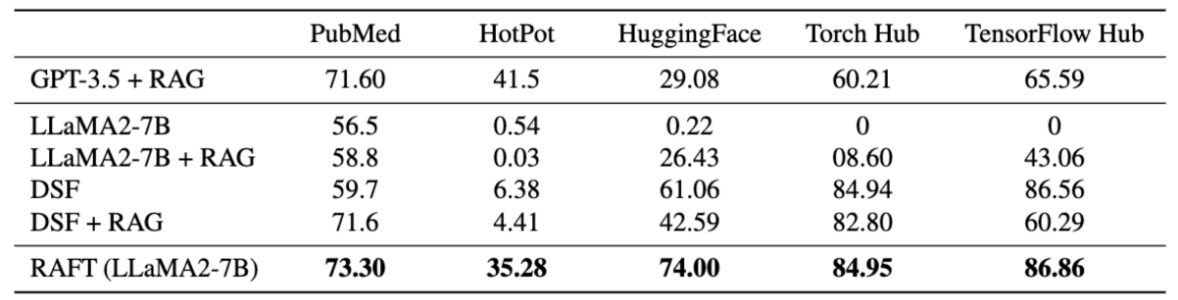 PubMed HotPot HuggingFace Torch Hub TensorFlow Hub
GPT-3.5 + RAG 71.60 41.5 29.08 60.21 65.59
LLaMA2-7B 56.5 0.54 0.22 0 0
LLaMA2-7B + RAG 58.8 0.03 26.43 08.60 43.06
DSF 59.7 6.38 61.06 84.94 86.56
DSF + RAG 71.6 4.41 42.59 82.80 60.29
RAFT (LLaMA2-7B) 73.30 35.28 74.00 84.95 86.86